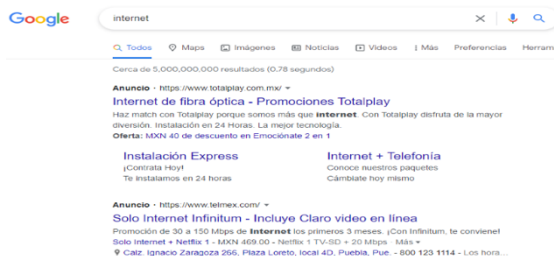 Google
internet
Todos Maps Imágenes Noticias Videos Más Preferencias Herram
Cerca de 5,000,000,000 resultados (0.78 segundos)
Anuncio · https://www.totalplay.com.mx/
Internet de fibra óptica - Promociones Totalplay
Haz match con Totalplay porque somos más que internet. Con Totalplay disfruta de la mayor
diversión. Instalación en 24 Horas. La mejor tecnología.
Oferta: MXN 40 de descuento en Emociónate 2 en 1
Instalación Express
¡Contrata Hoy!
Te instalamos en 24 horas
Internet + Telefonía
Conoce nuestros paquetes
Cámbiate hoy mismo
Anuncio · https://www.telmex.com/
Solo Internet Infinitum - Incluye Claro video en línea
Promoción de 30 a 150 Mbps de Internet los primeros 3 meses. ¡Con Infinitum, te conviene!
Solo Internet + Netflix 1 - MXN 469.00 - Netflix 1 TV-SD + 20 Mbps · Más
Calz. Ignacio Zaragoza 266, Plaza Loreto, local 4D, Puebla, Pue. - 800 123 1114 - Los hora...